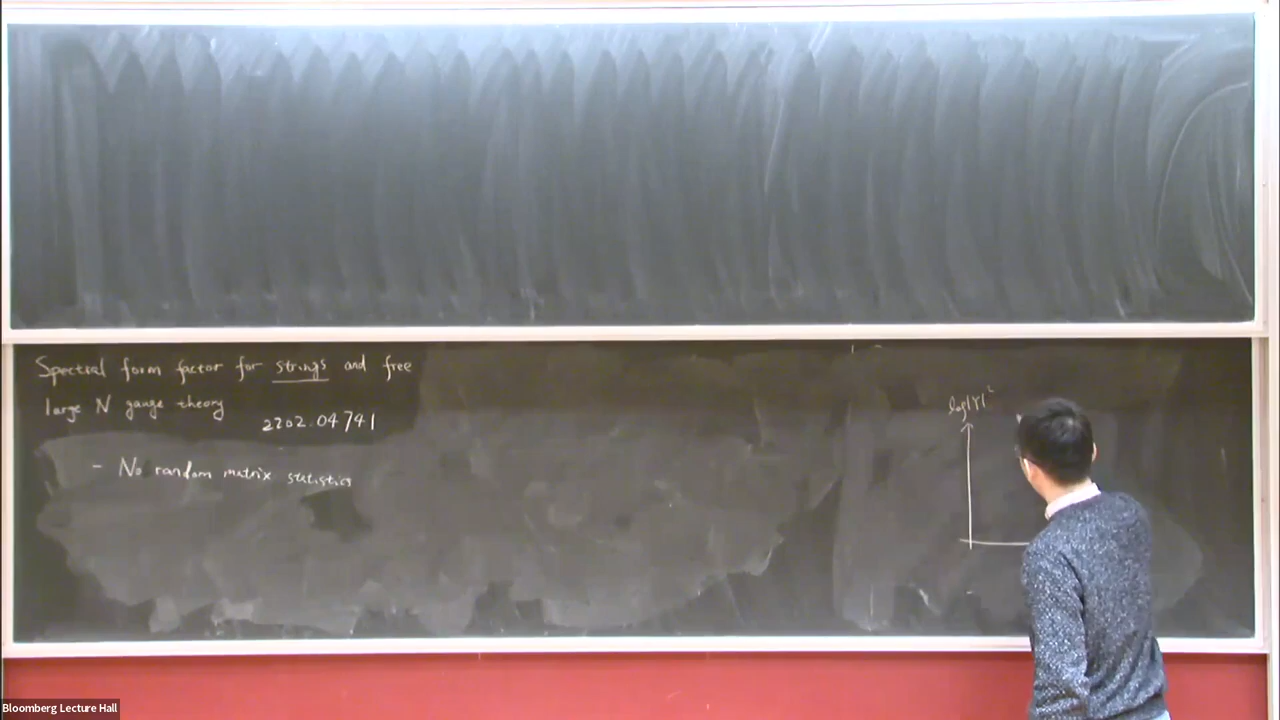 Spectral form factor for strings and free
large N gauge theory
2202.04741
- No random matrix statistics
log|Y|²
Bloomberg Lecture Hall